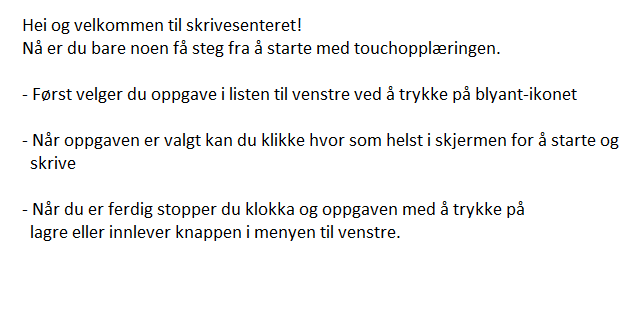 Hei og velkommen til skrivesenteret!
Nå er du bare noen få steg fra å starte med touchopplæringen.
- Først velger du oppgave i listen til venstre ved å trykke på blyant-ikonet
- Når oppgaven er valgt kan du klikke hvor som helst i skjermen for å starte og
skrive
- Når du er ferdig stopper du klokka og oppgaven med å trykke på
lagre eller innlever knappen i menyen til venstre.